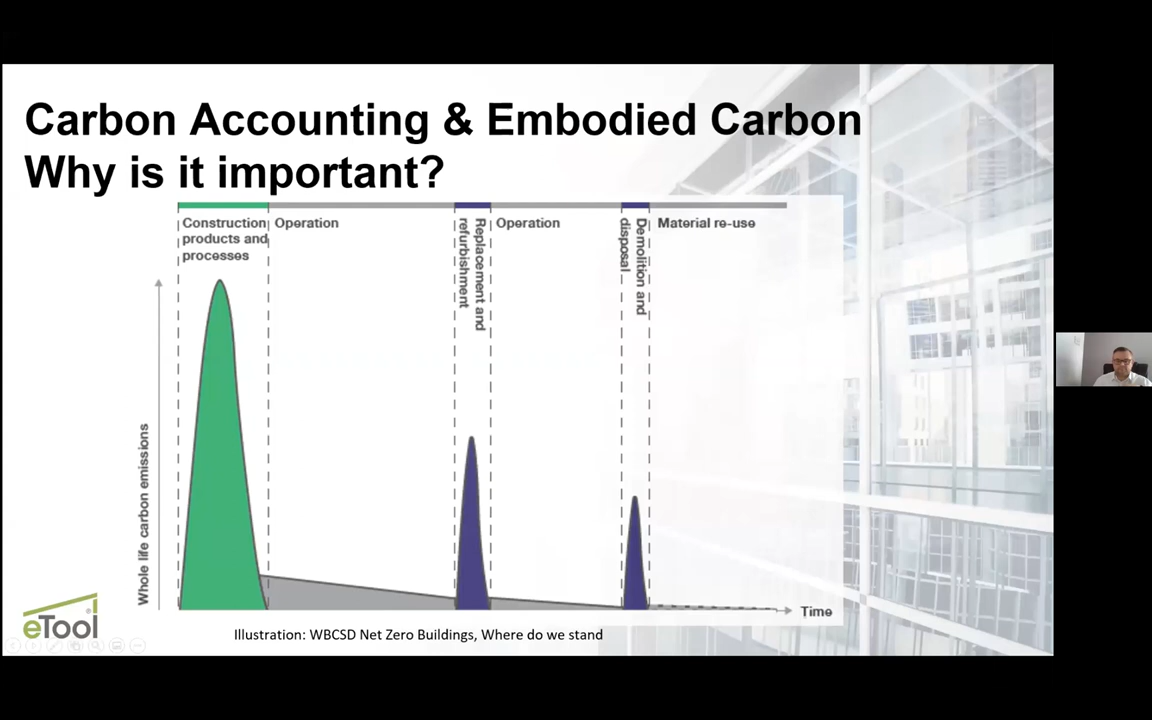 Carbon Accounting & Embodied Carbon
Why is it important?
Construction
products and
processes
Operation
Replacement and
refurbishment
Operation
Demolition and
disposal
Material re-use
Whole life carbon emissions
Time
eTool
Illustration: WBCSD Net Zero Buildings, Where do we stand